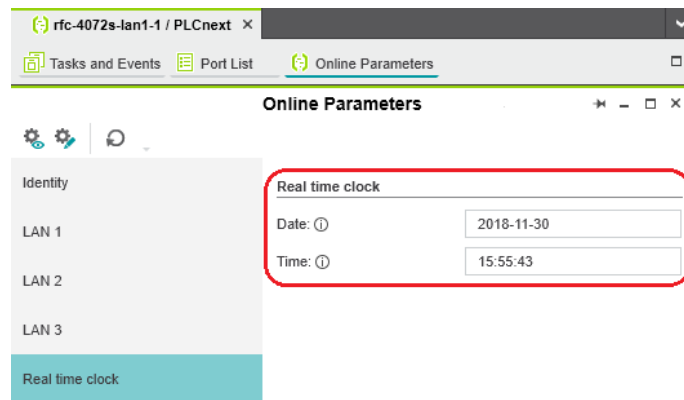 rfc-4072s-lan1-1 / PLCnext
Tasks and Events Port List Online Parameters
Online Parameters
Identity
LAN 1
LAN 2
LAN 3
Real time clock
Real time clock
Date: 2018-11-30
Time: 15:55:43